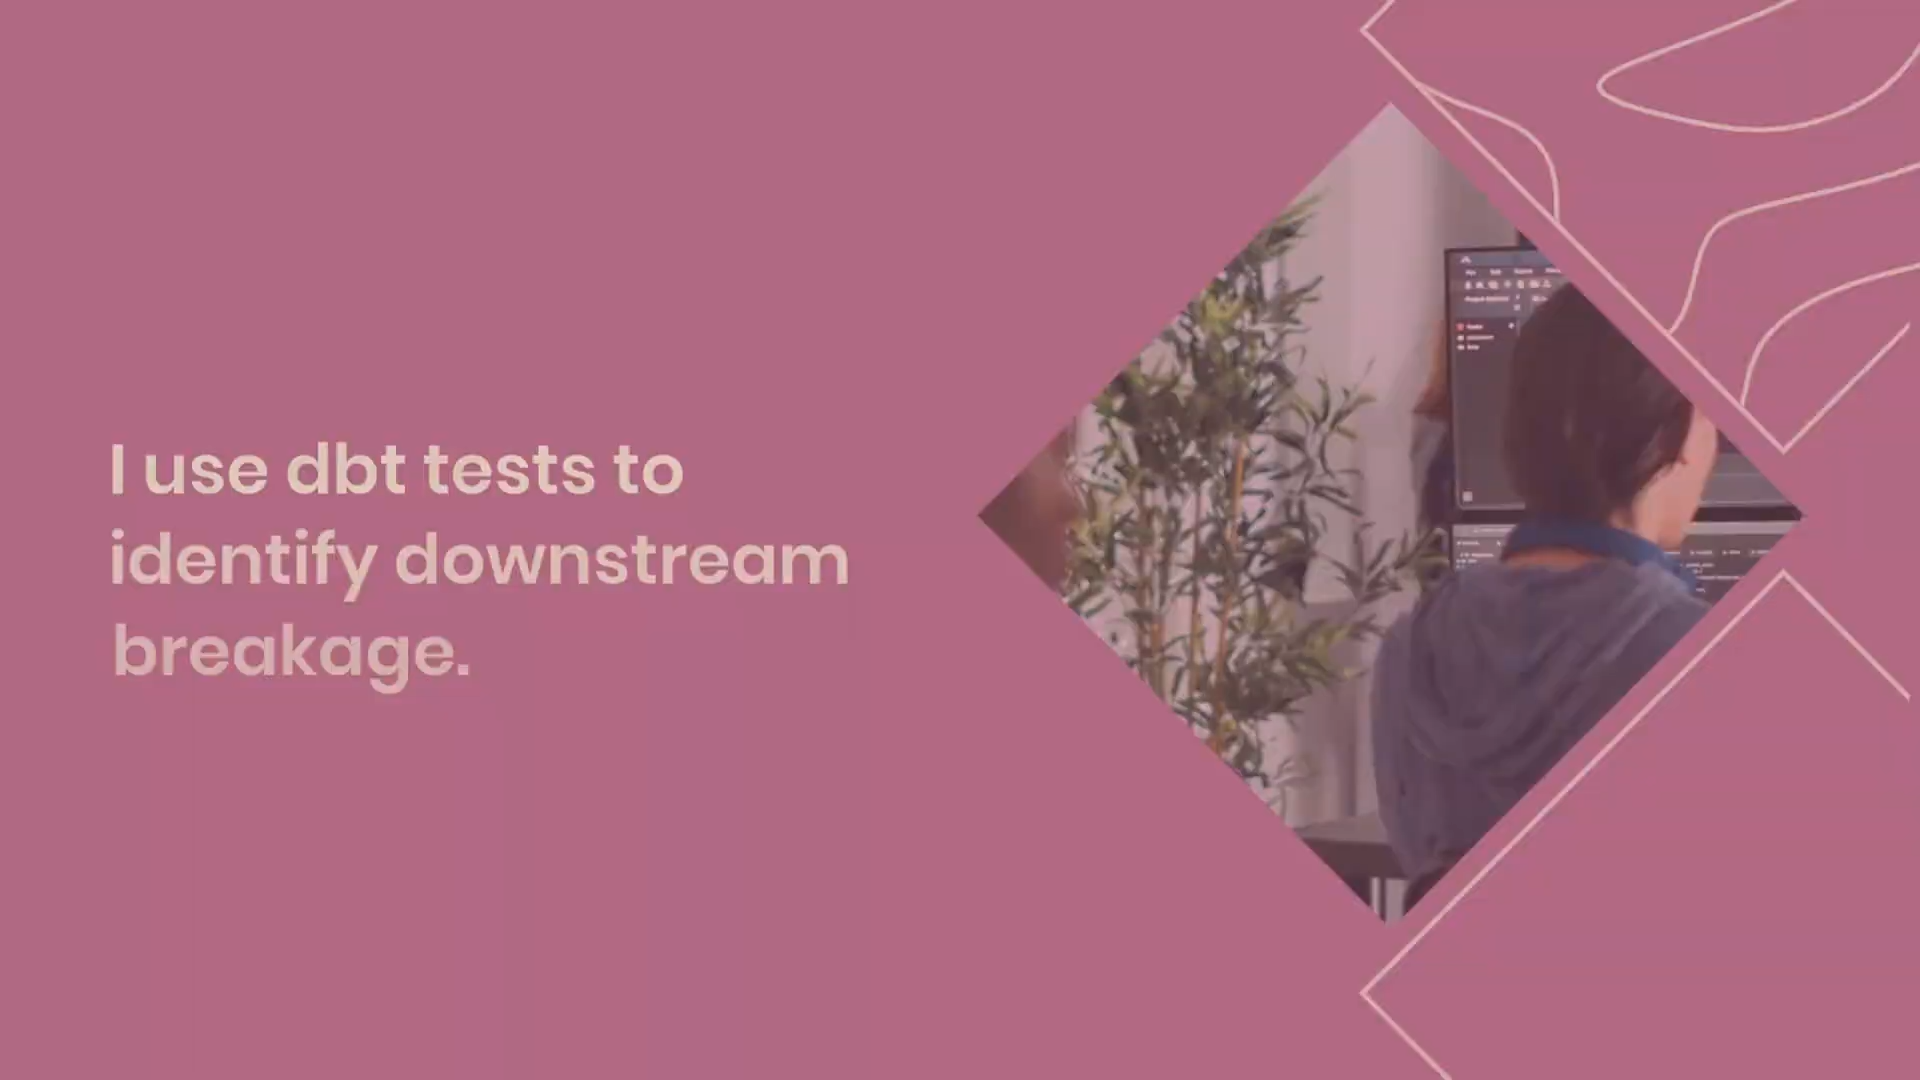 I use dbt tests to
identify downstream
breakage.